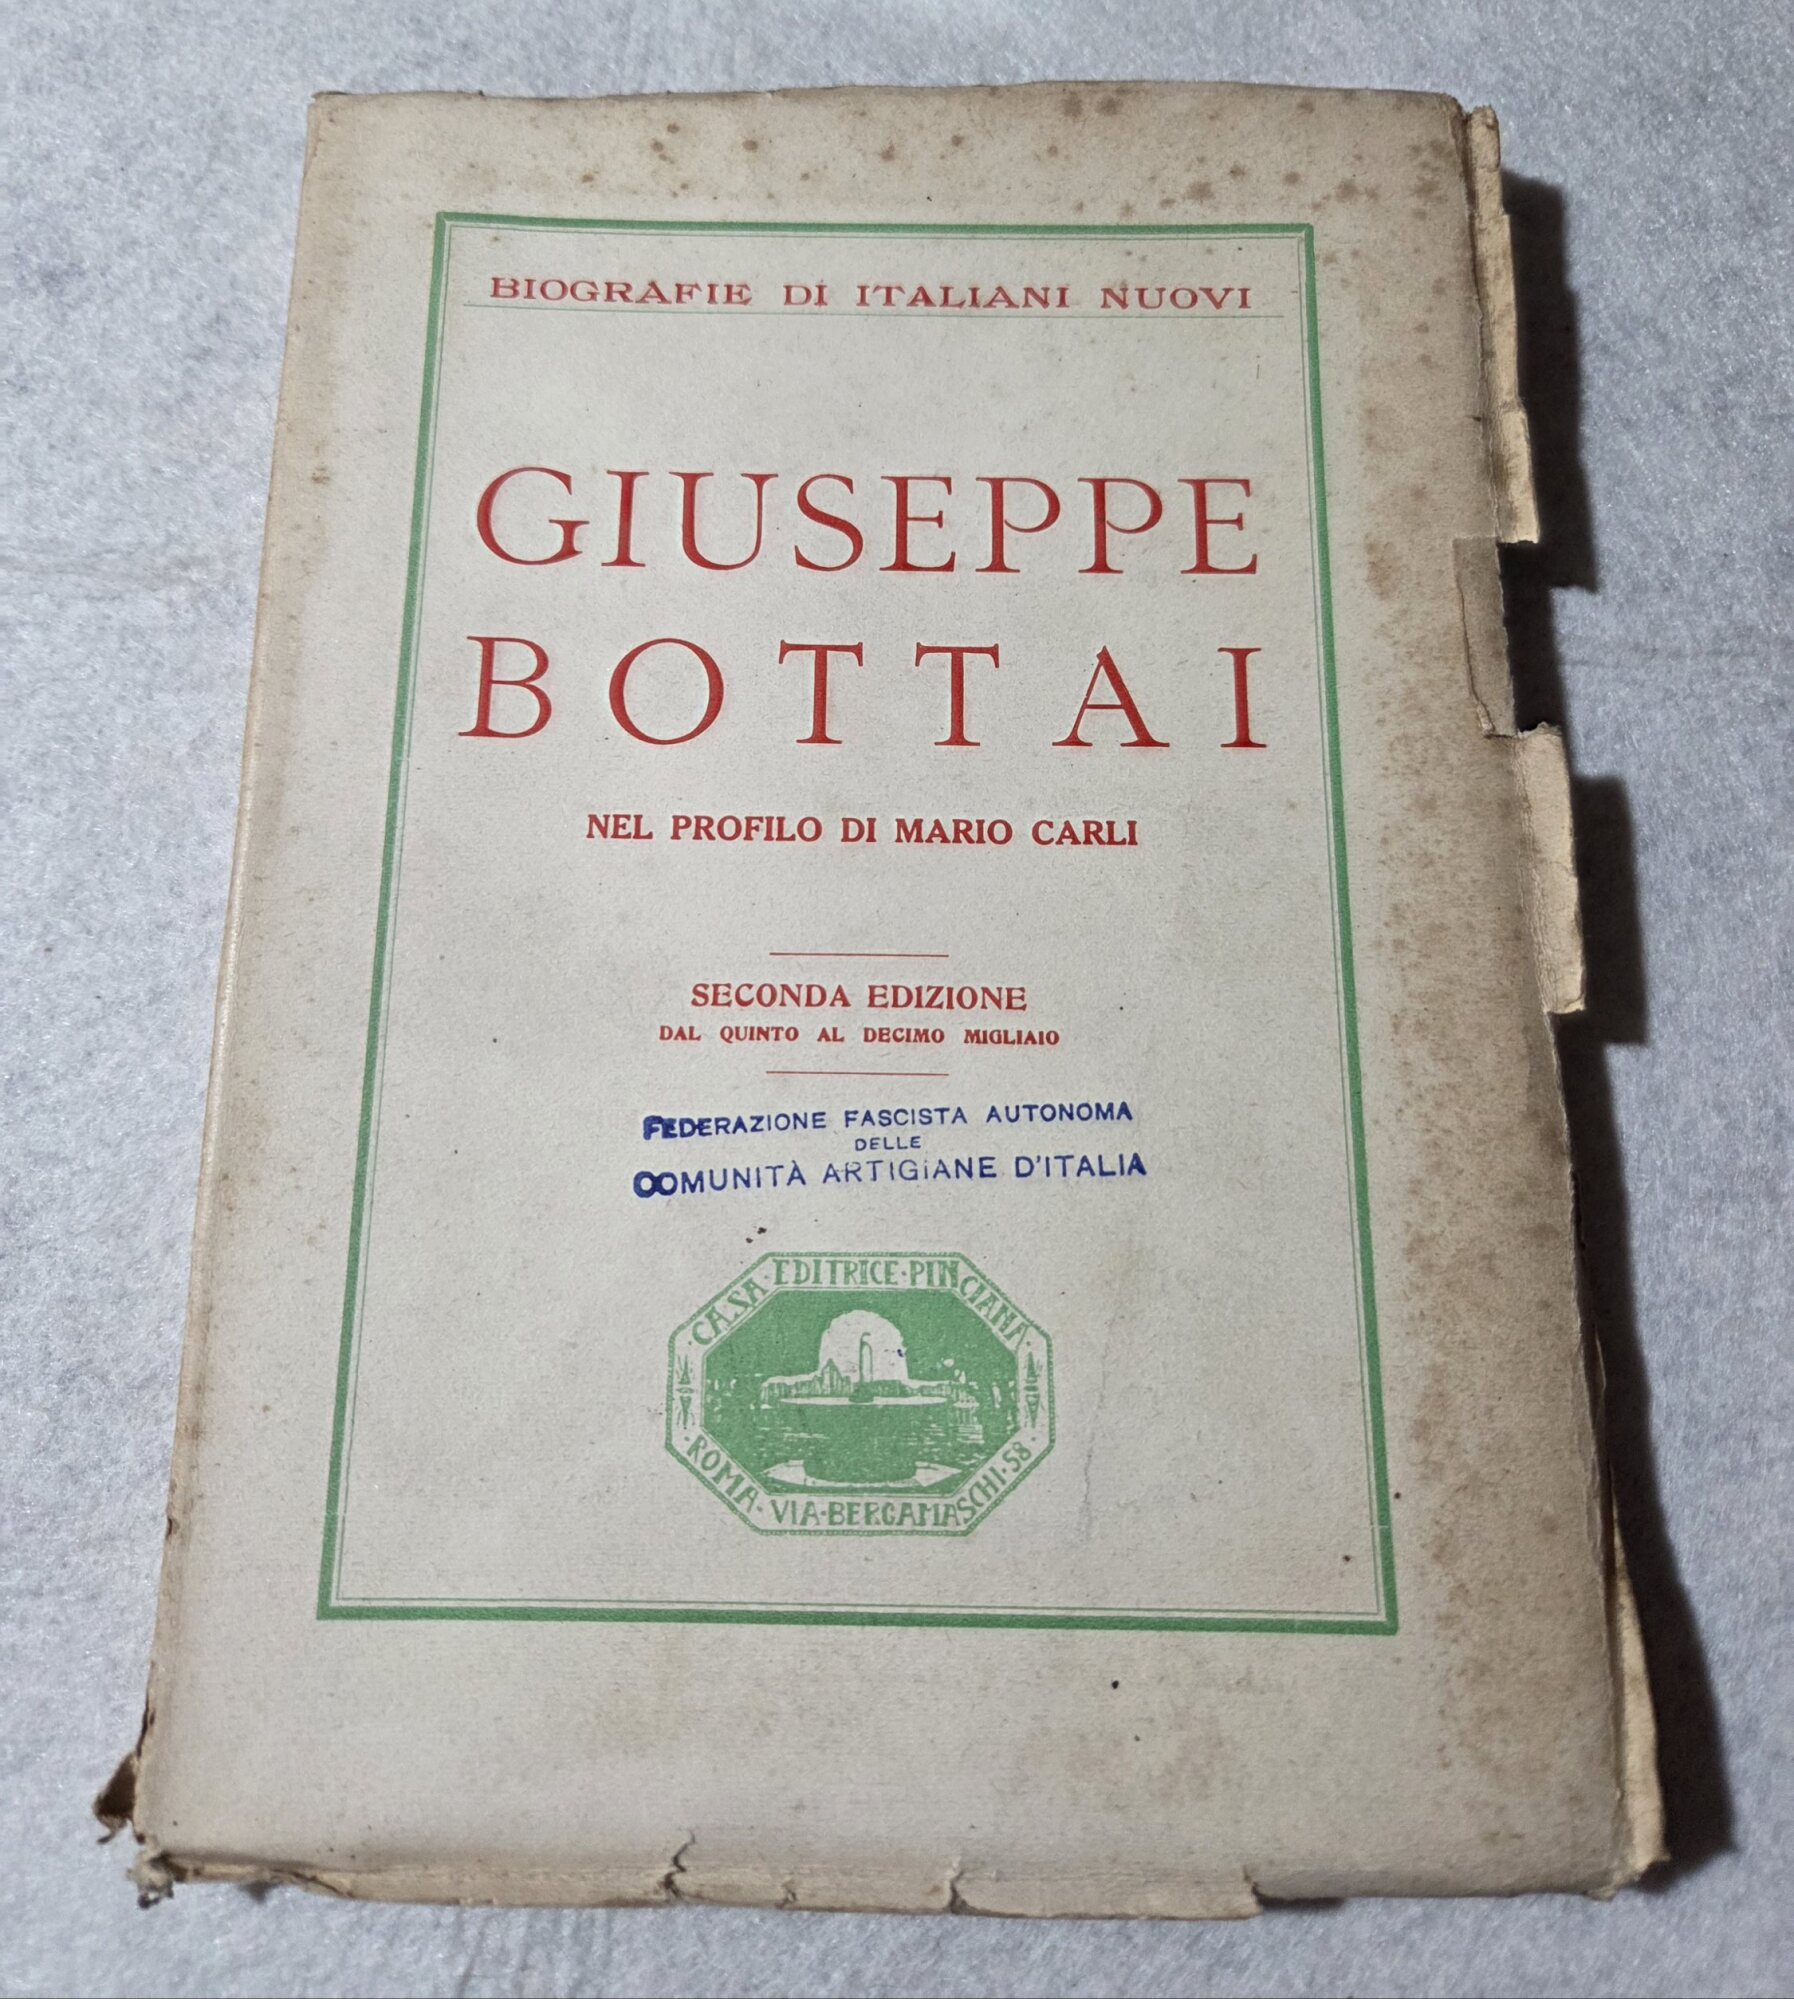 BIOGRAFIE DI ITALIANI NUOVI
GIUSEPPE
BOTTAI
NEL PROFILO DI MARIO CARLI
SECONDA EDIZIONE
DAL QUINTO AL DECIMO MIGLIAIO
FEDERAZIONE FASCISTA AUTONOMA
DELLE
COMUNITÀ ARTIGIANE D'ITALIA
CASA·EDITRICE·PINCIANA
ROMA·VIA·BERGAMASCHI·58